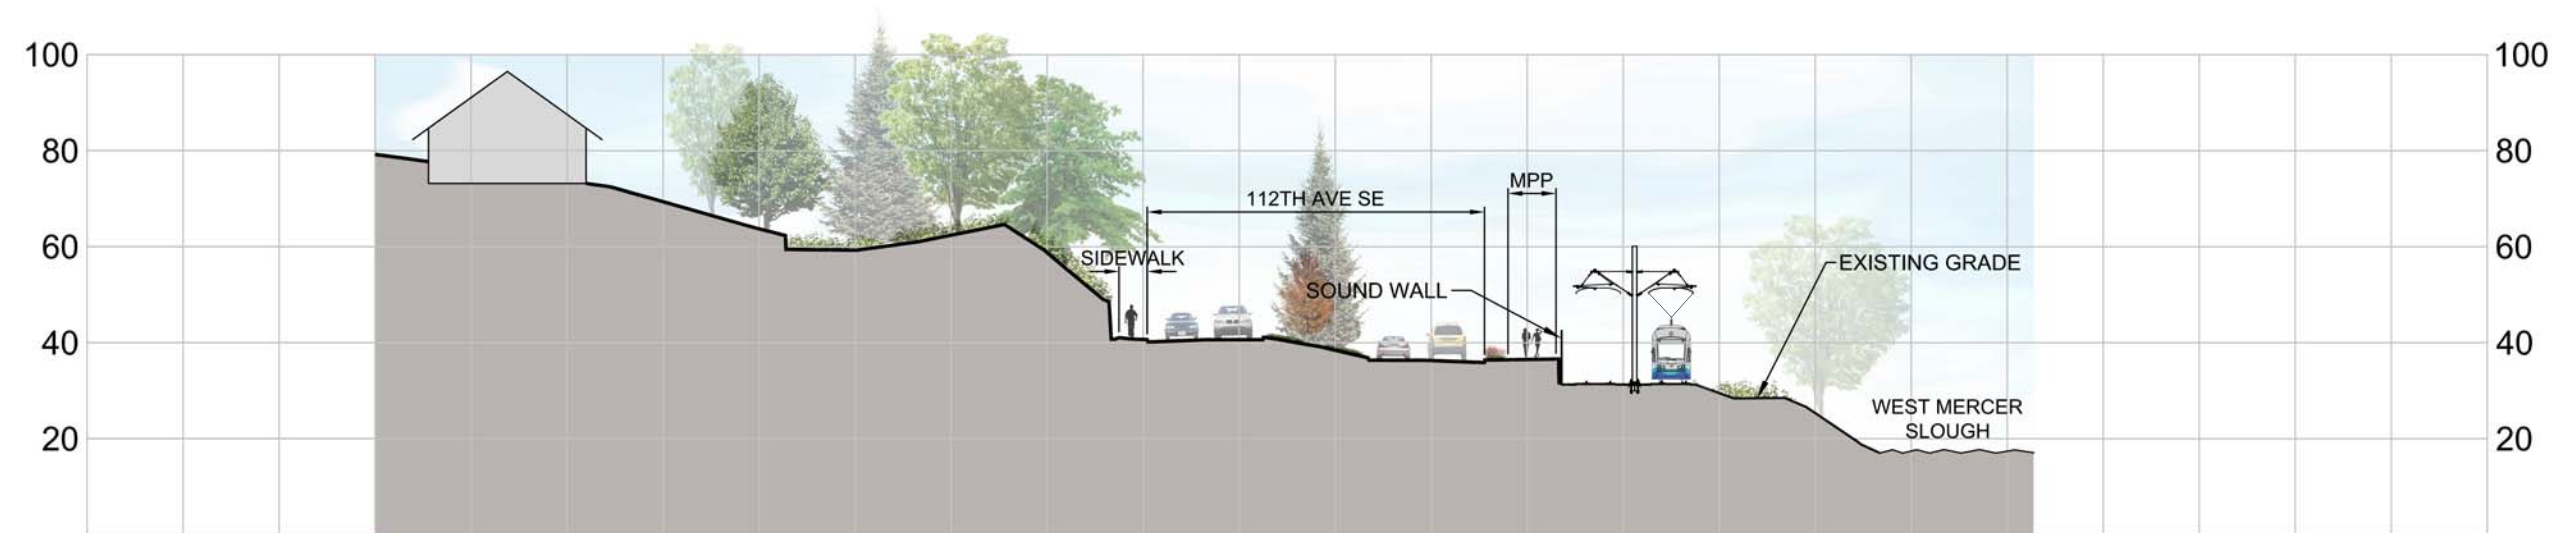 100
80
60
40
20
SIDEWALK
112TH AVE SE
MPP
SOUND WALL
EXISTING GRADE
WEST MERCER
SLOUGH
100
80
60
40
20